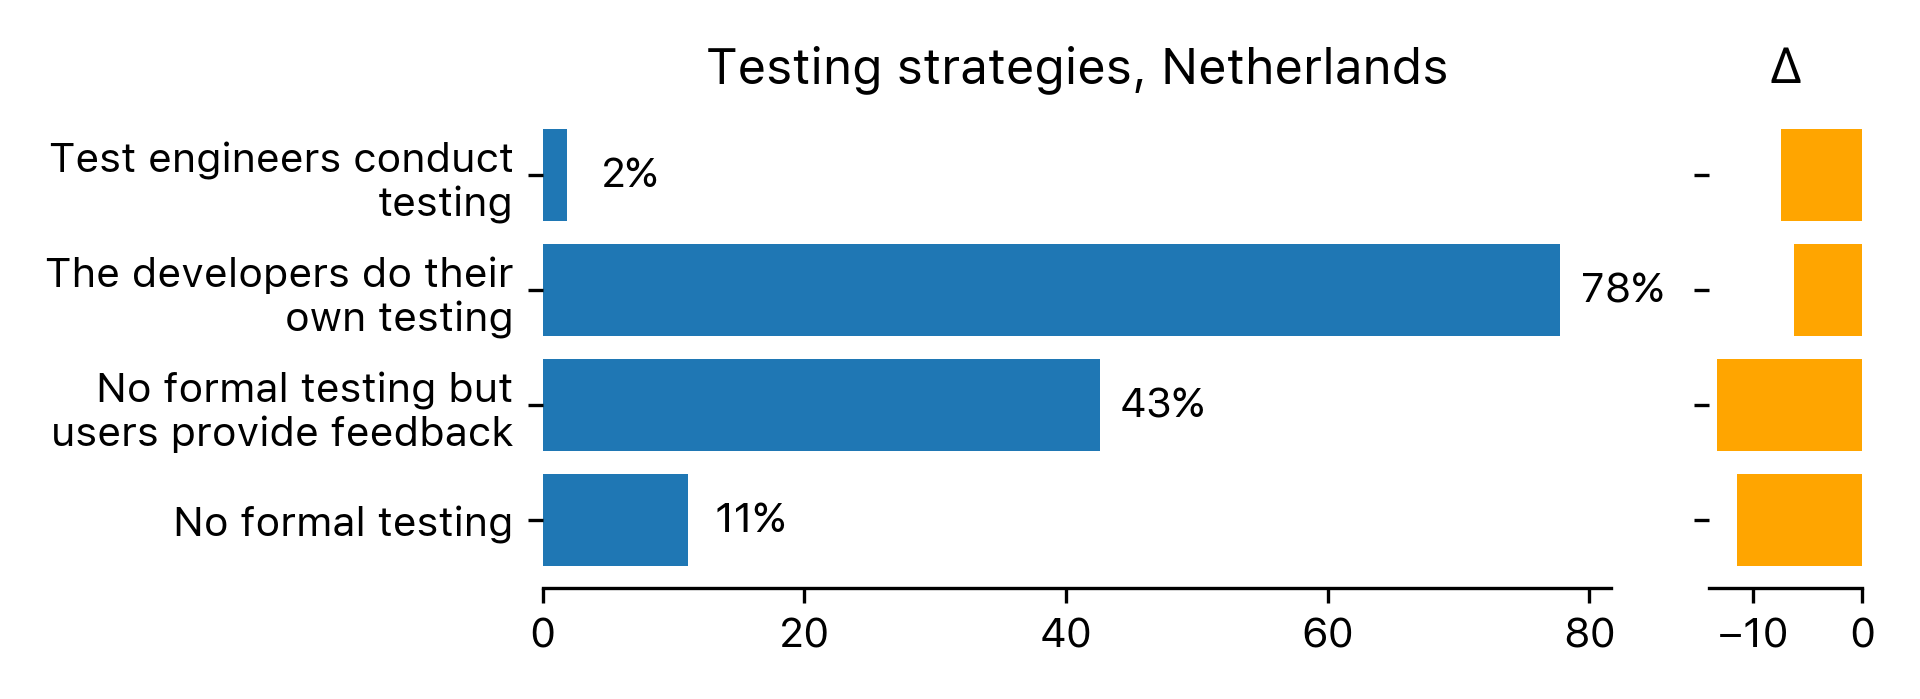 Testing strategies, Netherlands
Δ
Test engineers conduct
testing
2%
The developers do their
own testing
78%
No formal testing but
users provide feedback
43%
No formal testing
11%
0 20 40 60 80
−10 0